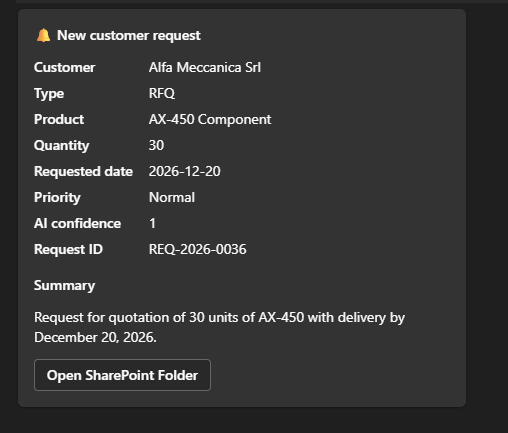 🔔 New customer request
Customer Alfa Meccanica Srl
Type RFQ
Product AX-450 Component
Quantity 30
Requested date 2026-12-20
Priority Normal
AI confidence 1
Request ID REQ-2026-0036
Summary
Request for quotation of 30 units of AX-450 with delivery by
December 20, 2026.
Open SharePoint Folder